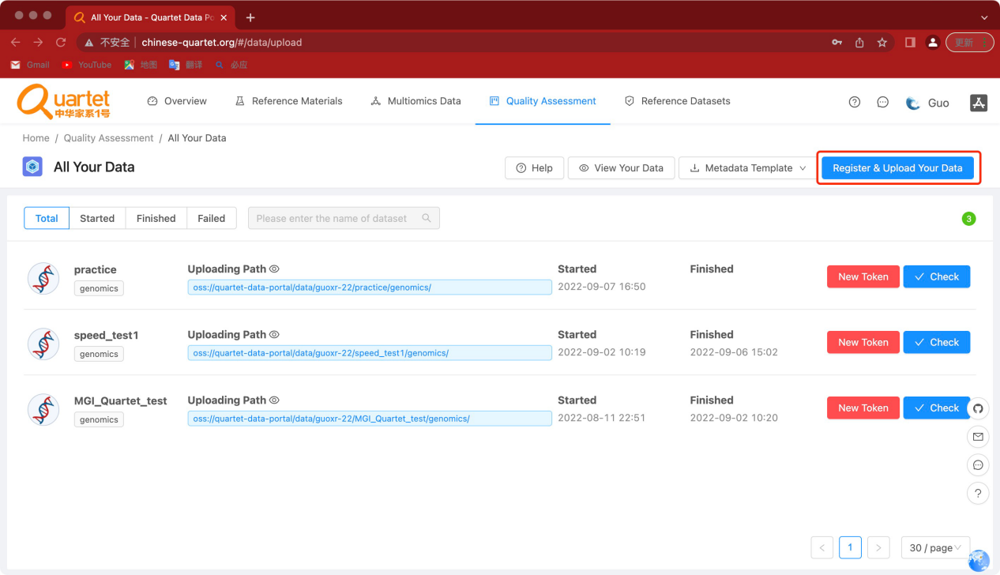 All Your Data - Quartet Data Po
不安全 chinese-quartet.org/#/data/upload 更新
Gmail YouTube 地图 翻译 必应
Quartet
中华家系1号
Overview Reference Materials Multiomics Data Quality Assessment Reference Datasets Guo
Home / Quality Assessment / All Your Data
All Your Data Help View Your Data Metadata Template Register & Upload Your Data
Total Started Finished Failed Please enter the name of dataset 3
practice Uploading Path Started Finished
genomics oss://quartet-data-portal/data/guoxr-22/practice/genomics/ 2022-09-07 16:50 New Token Check
speed_test1 Uploading Path Started Finished
genomics oss://quartet-data-portal/data/guoxr-22/speed_test1/genomics/ 2022-09-02 10:19 2022-09-06 15:02 New Token Check
MGI_Quartet_test Uploading Path Started Finished
genomics oss://quartet-data-portal/data/guoxr-22/MGI_Quartet_test/genomics/ 2022-08-11 22:51 2022-09-02 10:20 New Token Check
1 30 / page